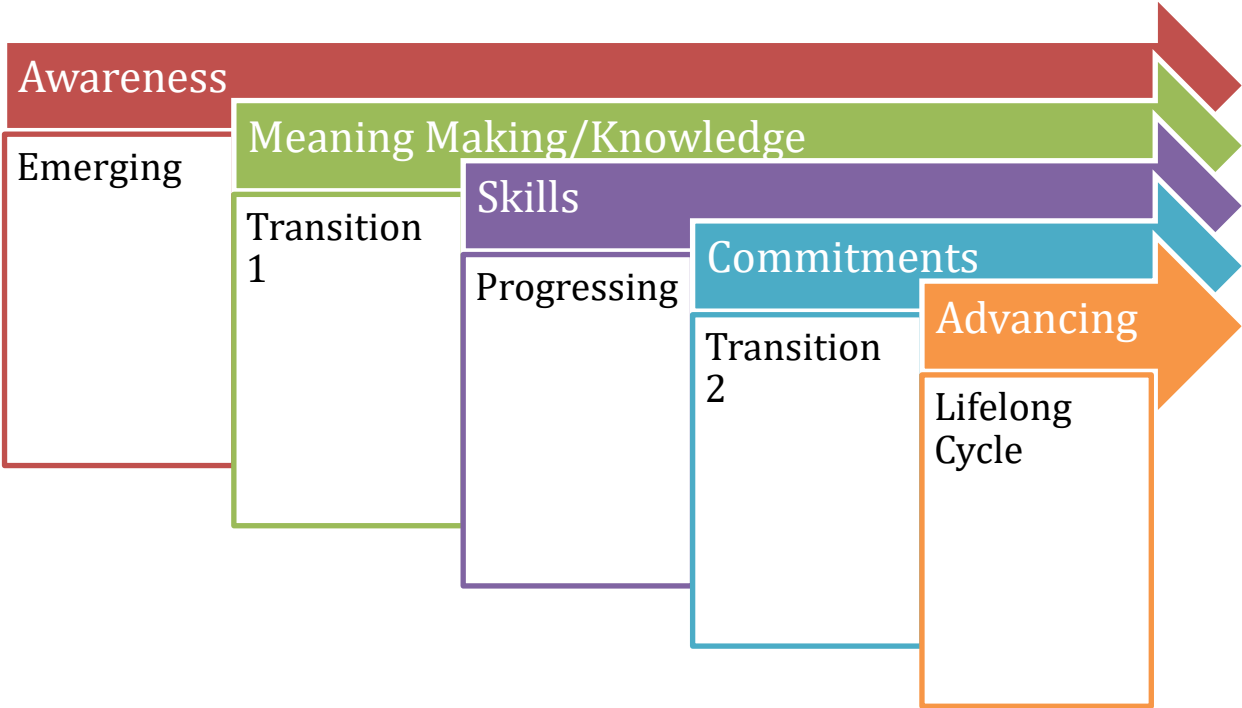 Awareness
Emerging
Meaning Making/Knowledge
Transition
1
Skills
Progressing
Commitments
Transition
2
Advancing
Lifelong
Cycle